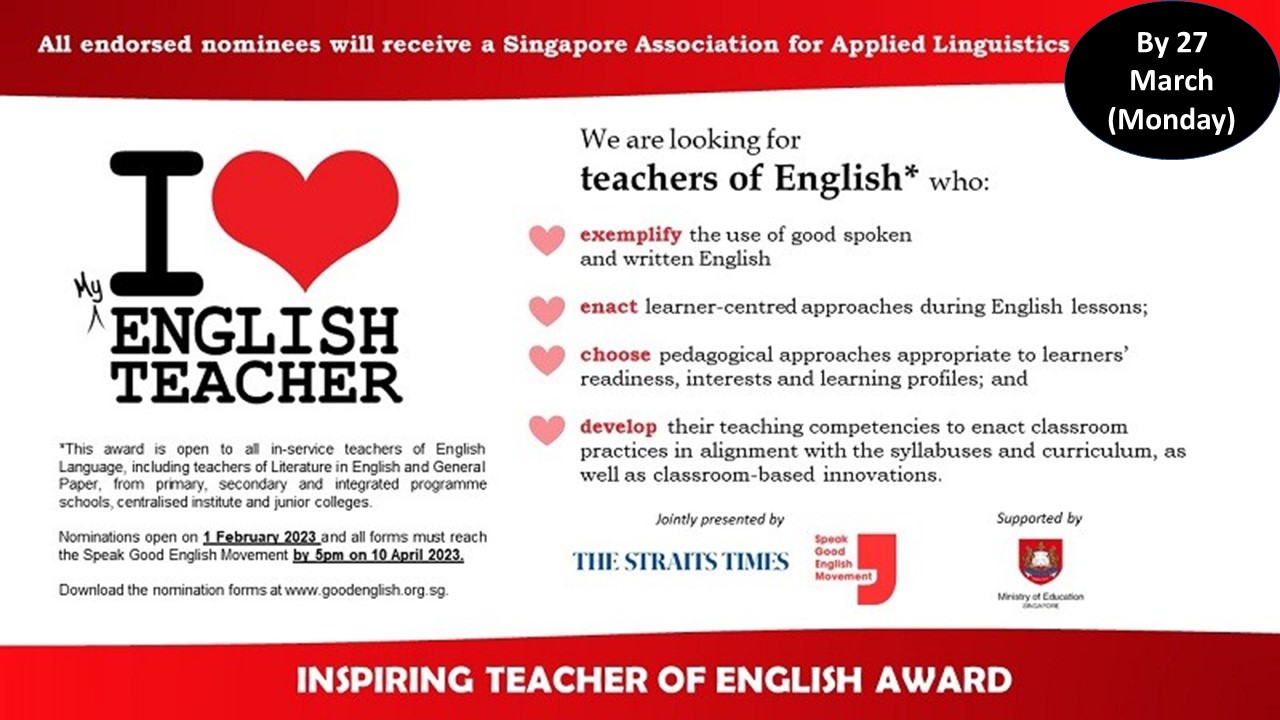 All endorsed nominees will receive a Singapore Association for Applied Linguistics
By 27
March
(Monday)
I
My
ENGLISH
TEACHER
*This award is open to all in-service teachers of English
Language, including teachers of Literature in English and General
Paper, from primary, secondary and integrated programme
schools, centralised institute and junior colleges.
Nominations open on 1 February 2023 and all forms must reach
the Speak Good English Movement by 5pm on 10 April 2023.
Download the nomination forms at www.goodenglish.org.sg.
We are looking for
teachers of English* who:
exemplify the use of good spoken
and written English
enact learner-centred approaches during English lessons;
choose pedagogical approaches appropriate to learners'
readiness, interests and learning profiles; and
develop their teaching competencies to enact classroom
practices in alignment with the syllabuses and curriculum, as
well as classroom-based innovations.
Jointly presented by
THE STRAITS TIMES
Speak
Good
English
Movement
Supported by
Ministry of Education
SINGAPORE
INSPIRING TEACHER OF ENGLISH AWARD